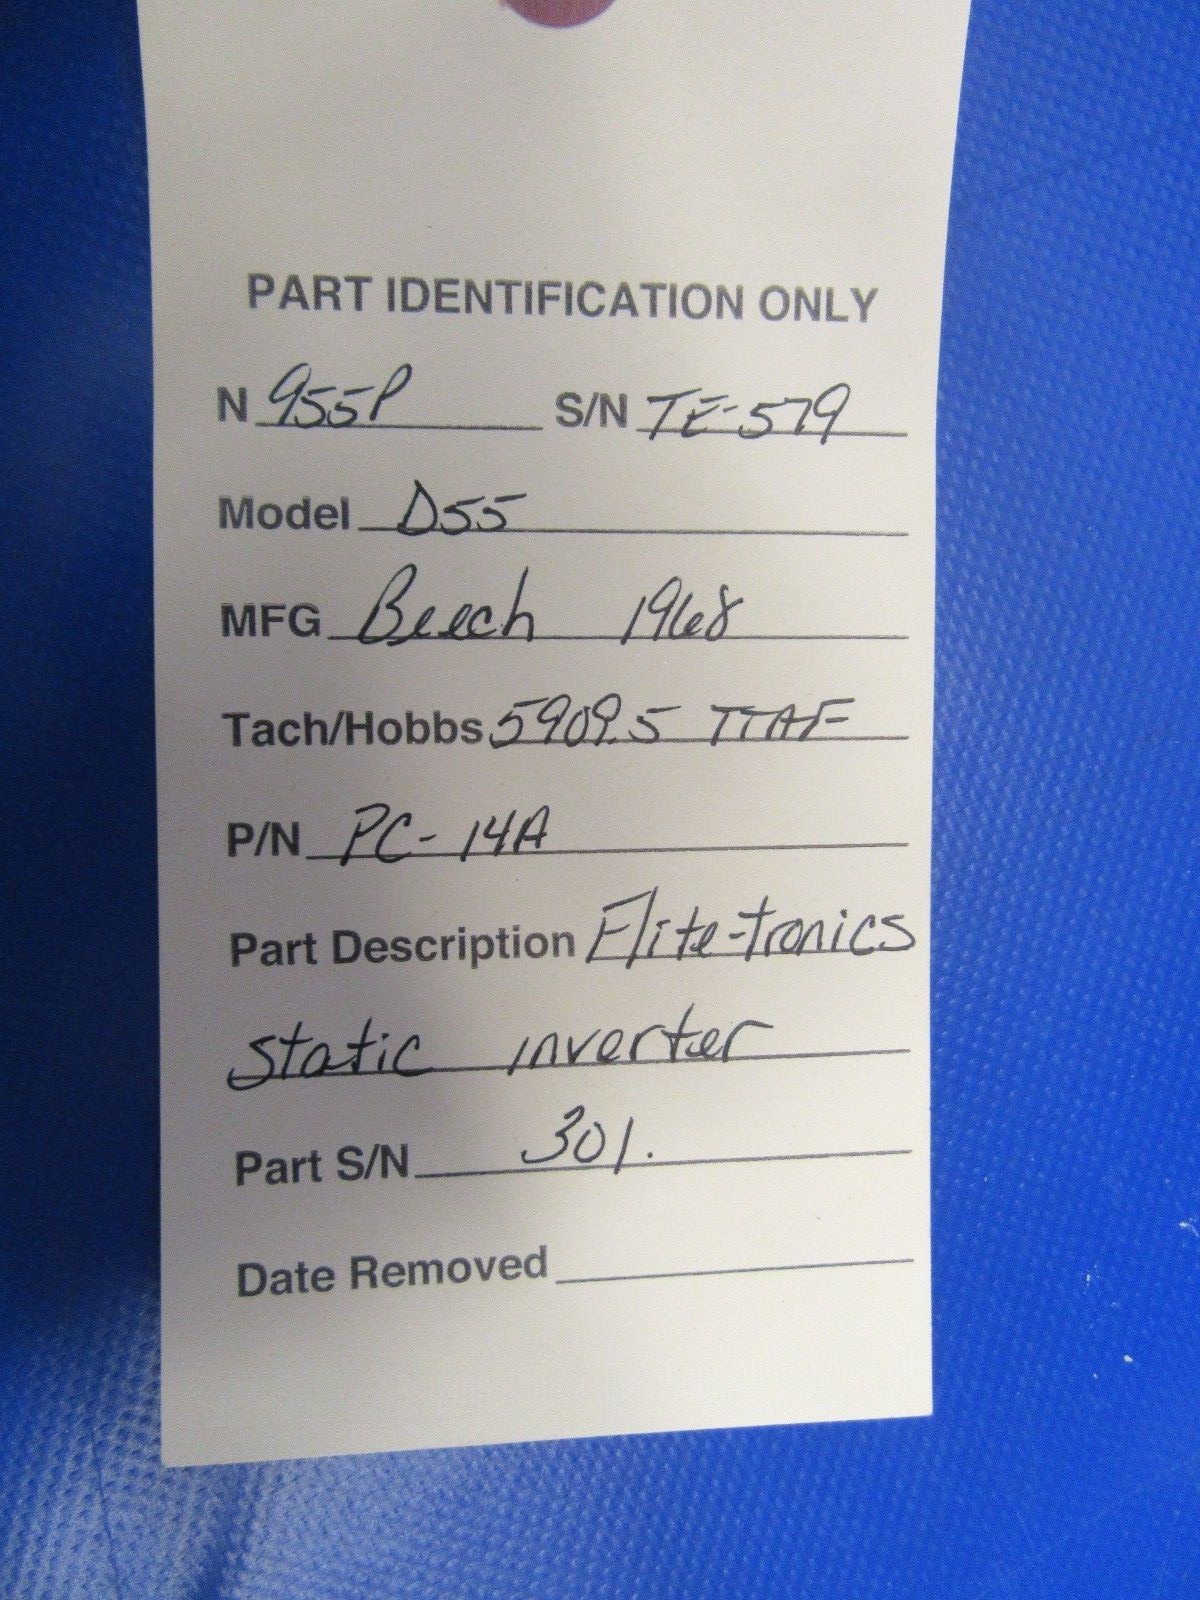 PART IDENTIFICATION ONLY
N 955P S/N TE-579
Model D55
MFG Beech 1968
Tach/Hobbs 5909.5 TTAF
P/N PC-14A
Part Description Flite-tronics
static inverter
Part S/N 301.
Date Removed